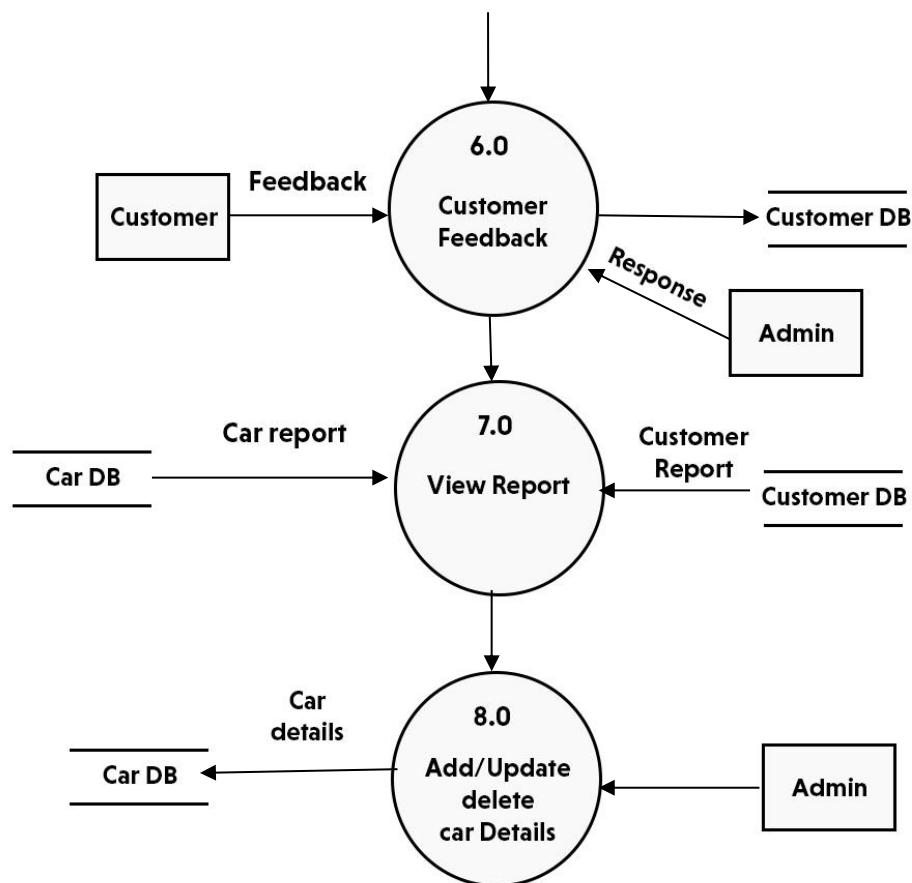 6.0
Feedback
Customer
Customer
Feedback
Customer DB
Response
Admin
7.0
Car report
Customer
Report
Car DB
View Report
Customer DB
8.0
Car
details
Car DB
Add/Update
delete
car Details
Admin